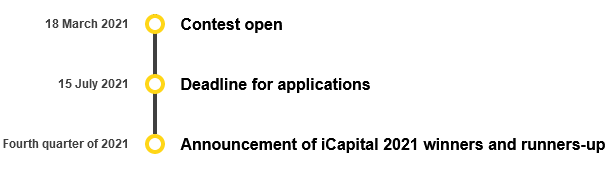 18 March 2021 Contest open
15 July 2021 Deadline for applications
Fourth quarter of 2021 Announcement of iCapital 2021 winners and runners-up